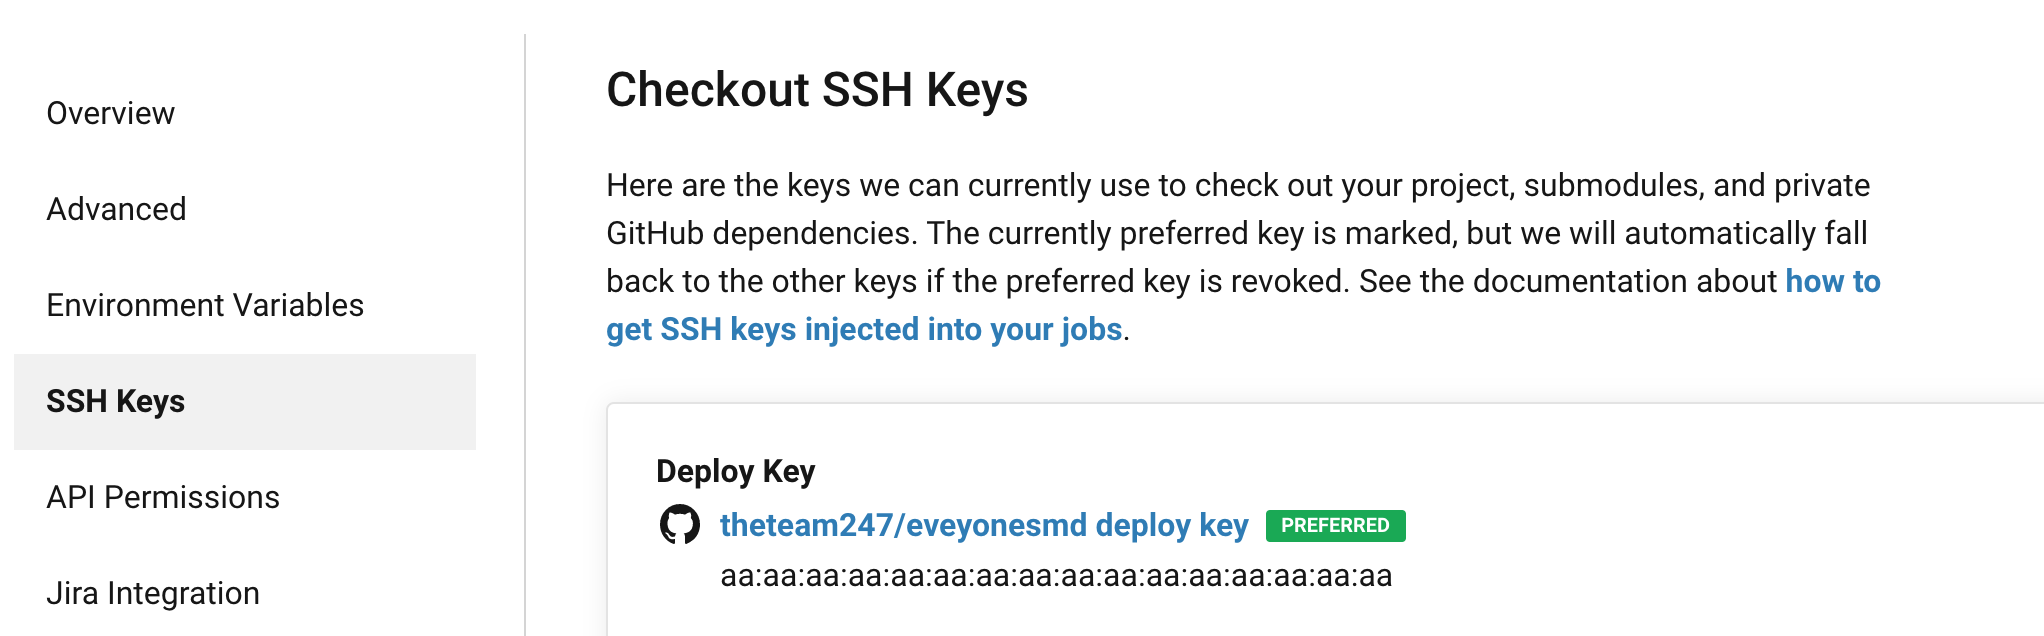 Overview
Advanced
Environment Variables
SSH Keys
API Permissions
Jira Integration
Checkout SSH Keys
Here are the keys we can currently use to check out your project, submodules, and private
GitHub dependencies. The currently preferred key is marked, but we will automatically fall
back to the other keys if the preferred key is revoked. See the documentation about how to
get SSH keys injected into your jobs.
Deploy Key
theteam247/eveyonesmd deploy key PREFERRED
aa:aa:aa:aa:aa:aa:aa:aa:aa:aa:aa:aa:aa:aa:aa:aa